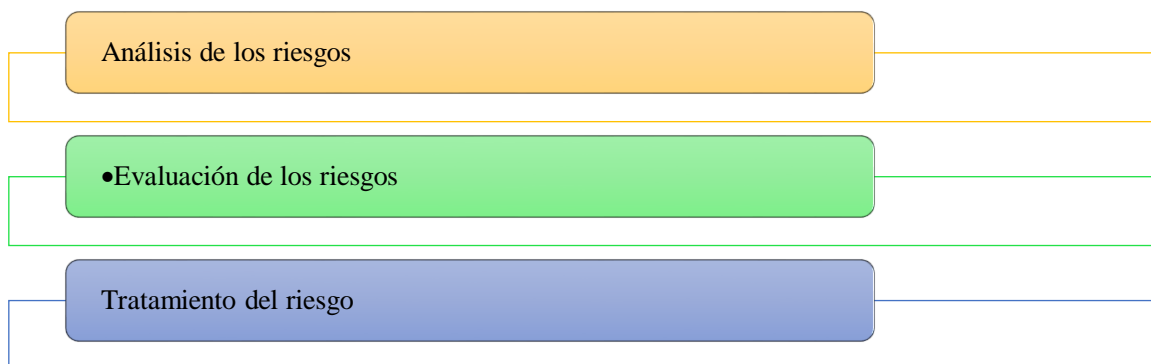 Análisis de los riesgos
•Evaluación de los riesgos
Tratamiento del riesgo